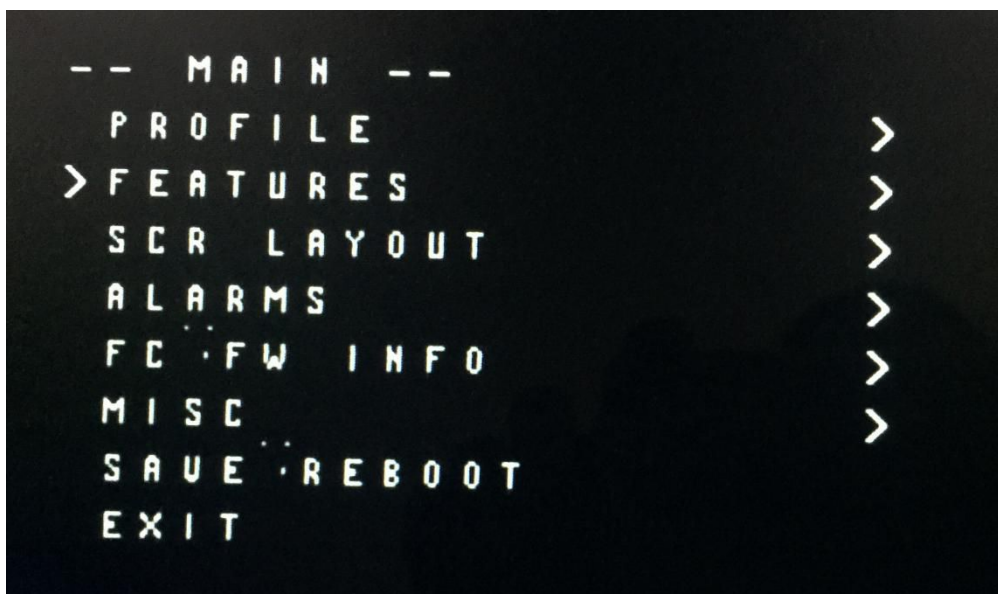 -- MAIN --
PROFILE >
>FEATURES >
SCR LAYOUT >
ALARMS >
FC FW INFO >
MISC >
SAVE REBOOT
EXIT